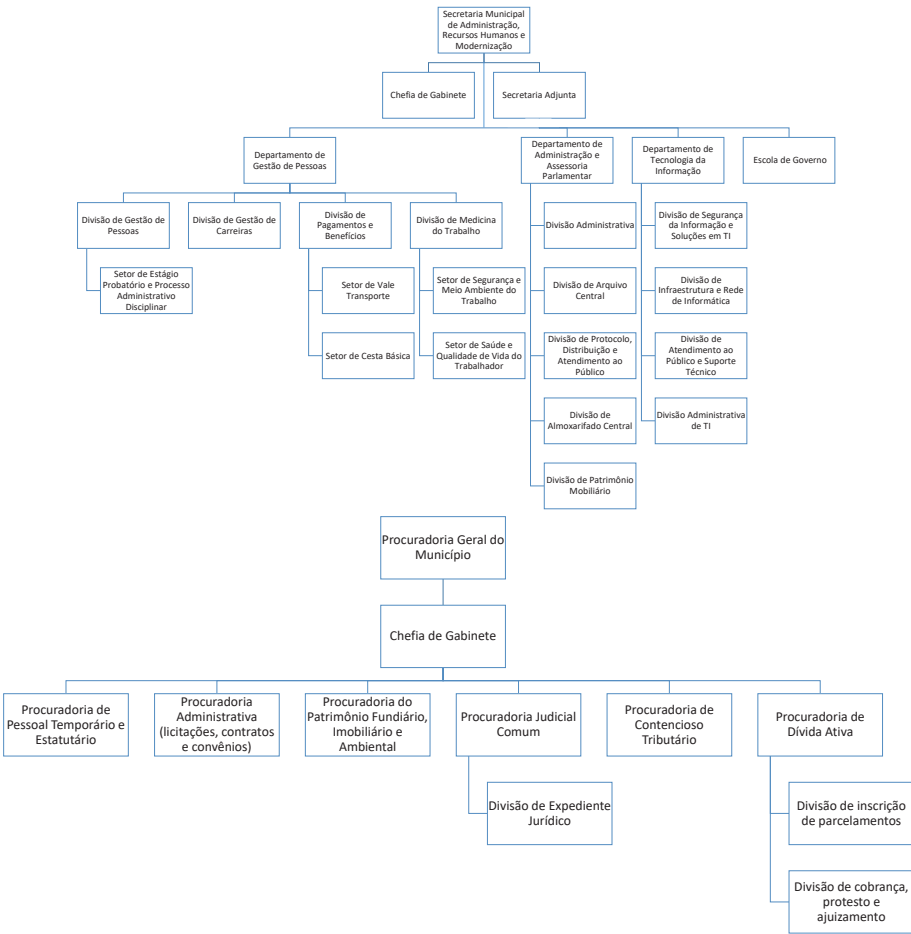 Secretaria Municipal
de Administração,
Recursos Humanos e
Modernização
Chefia de Gabinete
Secretaria Adjunta
Departamento de
Gestão de Pessoas
Departamento de
Administração e
Assessoria
Parlamentar
Departamento de
Tecnologia da
Informação
Escola de Governo
Divisão de Gestão de
Pessoas
Divisão de Gestão de
Carreiras
Divisão de
Pagamentos e
Benefícios
Divisão de Medicina
do Trabalho
Divisão Administrativa
Divisão de Segurança
da Informação e
Soluções em TI
Setor de Estágio
Probatório e Processo
Administrativo
Disciplinar
Setor de Vale
Transporte
Setor de Segurança e
Meio Ambiente do
Trabalho
Divisão de Arquivo
Central
Divisão de
Infraestrutura e Rede
de Informática
Setor de Cesta Básica
Setor de Saúde e
Qualidade de Vida do
Trabalhador
Divisão de Protocolo,
Distribuição e
Atendimento ao
Público
Divisão de
Atendimento ao
Público e Suporte
Técnico
Divisão de
Almoxarifado Central
Divisão Administrativa
de TI
Divisão de Patrimônio
Mobiliário
Procuradoria Geral do
Município
Chefia de Gabinete
Procuradoria de
Pessoal Temporário e
Estatutário
Procuradoria
Administrativa
(licitações, contratos
e convênios)
Procuradoria do
Patrimônio Fundiário,
Imobiliário e
Ambiental
Procuradoria Judicial
Comum
Procuradoria de
Contencioso
Tributário
Procuradoria de
Dívida Ativa
Divisão de Expediente
Jurídico
Divisão de inscrição
de parcelamentos
Divisão de cobrança,
protesto e
ajuizamento